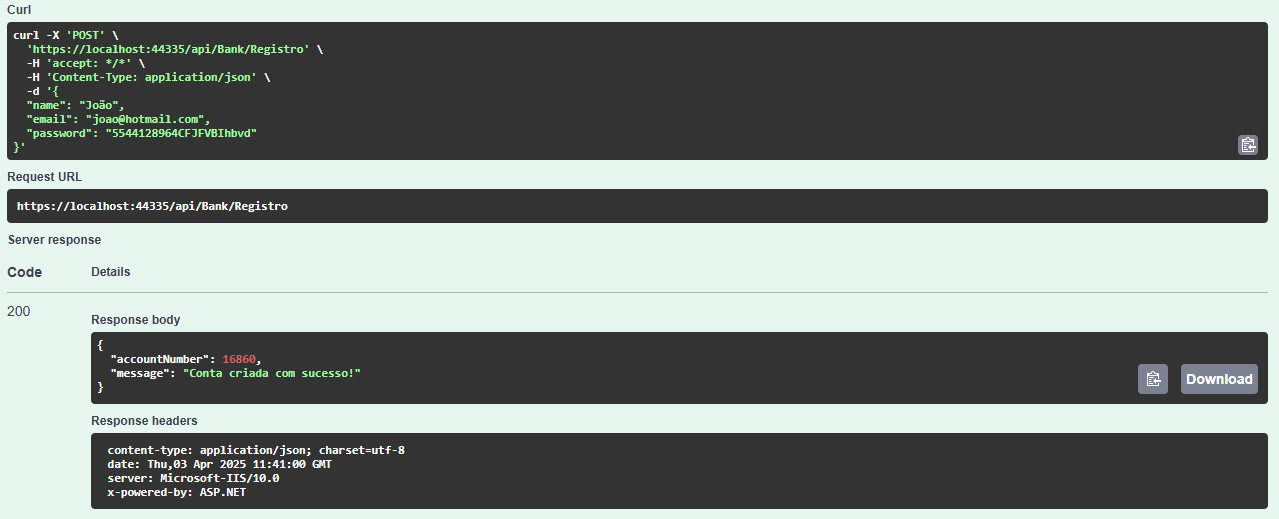 Curl
curl -X 'POST' \
'https://localhost:44335/api/Bank/Registro' \
-H 'accept: */*' \
-H 'Content-Type: application/json' \
-d '{
"name": "João",
"email": "joao@hotmail.com",
"password": "5544128964CFJFVBIhbvd"
}'
Request URL
https://localhost:44335/api/Bank/Registro
Server response
Code Details
200
Response body
{
"accountNumber": 16860,
"message": "Conta criada com sucesso!"
}
Download
Response headers
content-type: application/json; charset=utf-8
date: Thu,03 Apr 2025 11:41:00 GMT
server: Microsoft-IIS/10.0
x-powered-by: ASP.NET